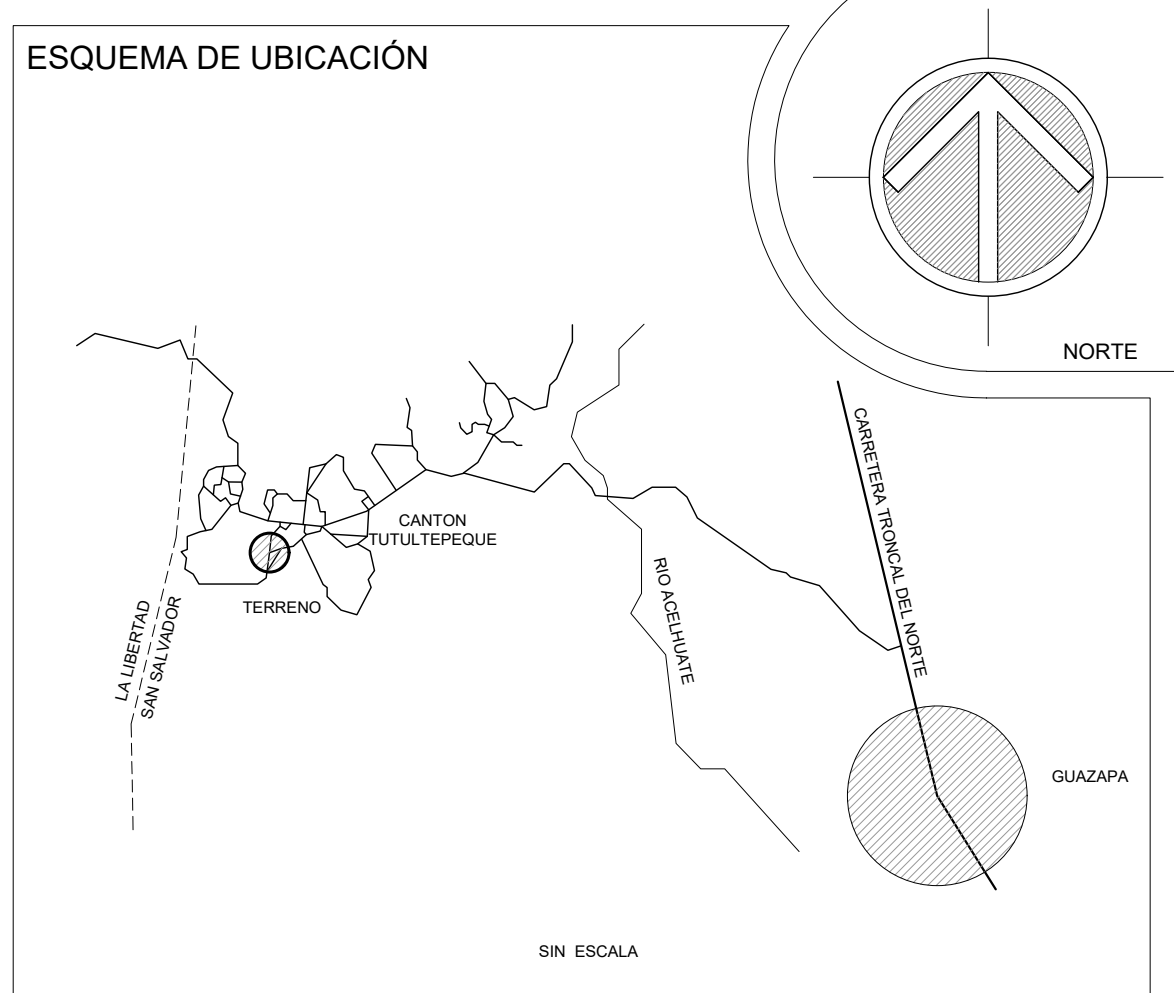 ESQUEMA DE UBICACIÓN
NORTE
CARRETERA TRONCAL DEL NORTE
CANTON
TUTULTEPEQUE
RIO ACELHUATE
TERRENO
LA LIBERTAD
SAN SALVADOR
GUAZAPA
SIN ESCALA